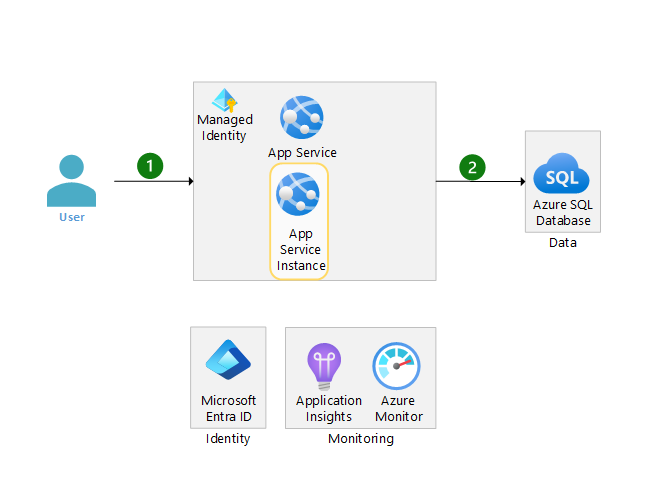 Managed
Identity
App Service
1
User
App
Service
Instance
2
SQL
Azure SQL
Database
Data
Microsoft
Entra ID
Identity
Application
Insights
Azure
Monitor
Monitoring